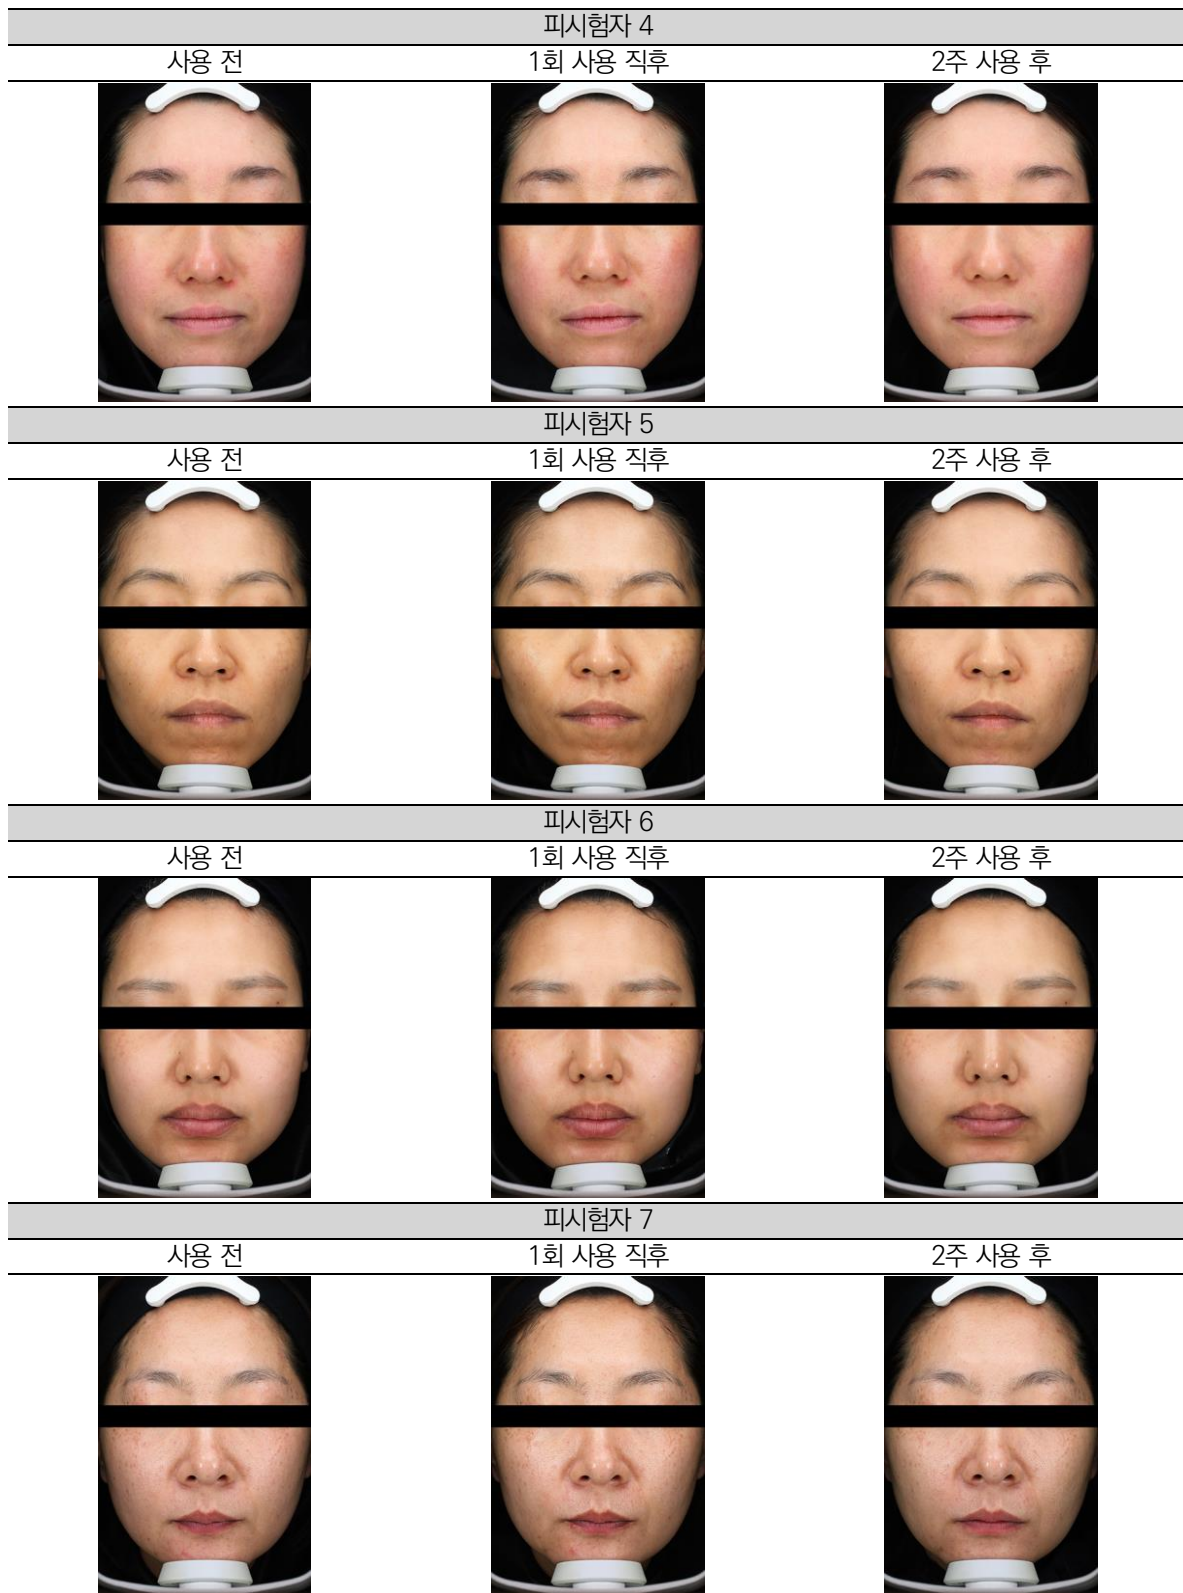 피시험자 4
사용 전 1회 사용 직후 2주 사용 후
피시험자 5
사용 전 1회 사용 직후 2주 사용 후
피시험자 6
사용 전 1회 사용 직후 2주 사용 후
피시험자 7
사용 전 1회 사용 직후 2주 사용 후